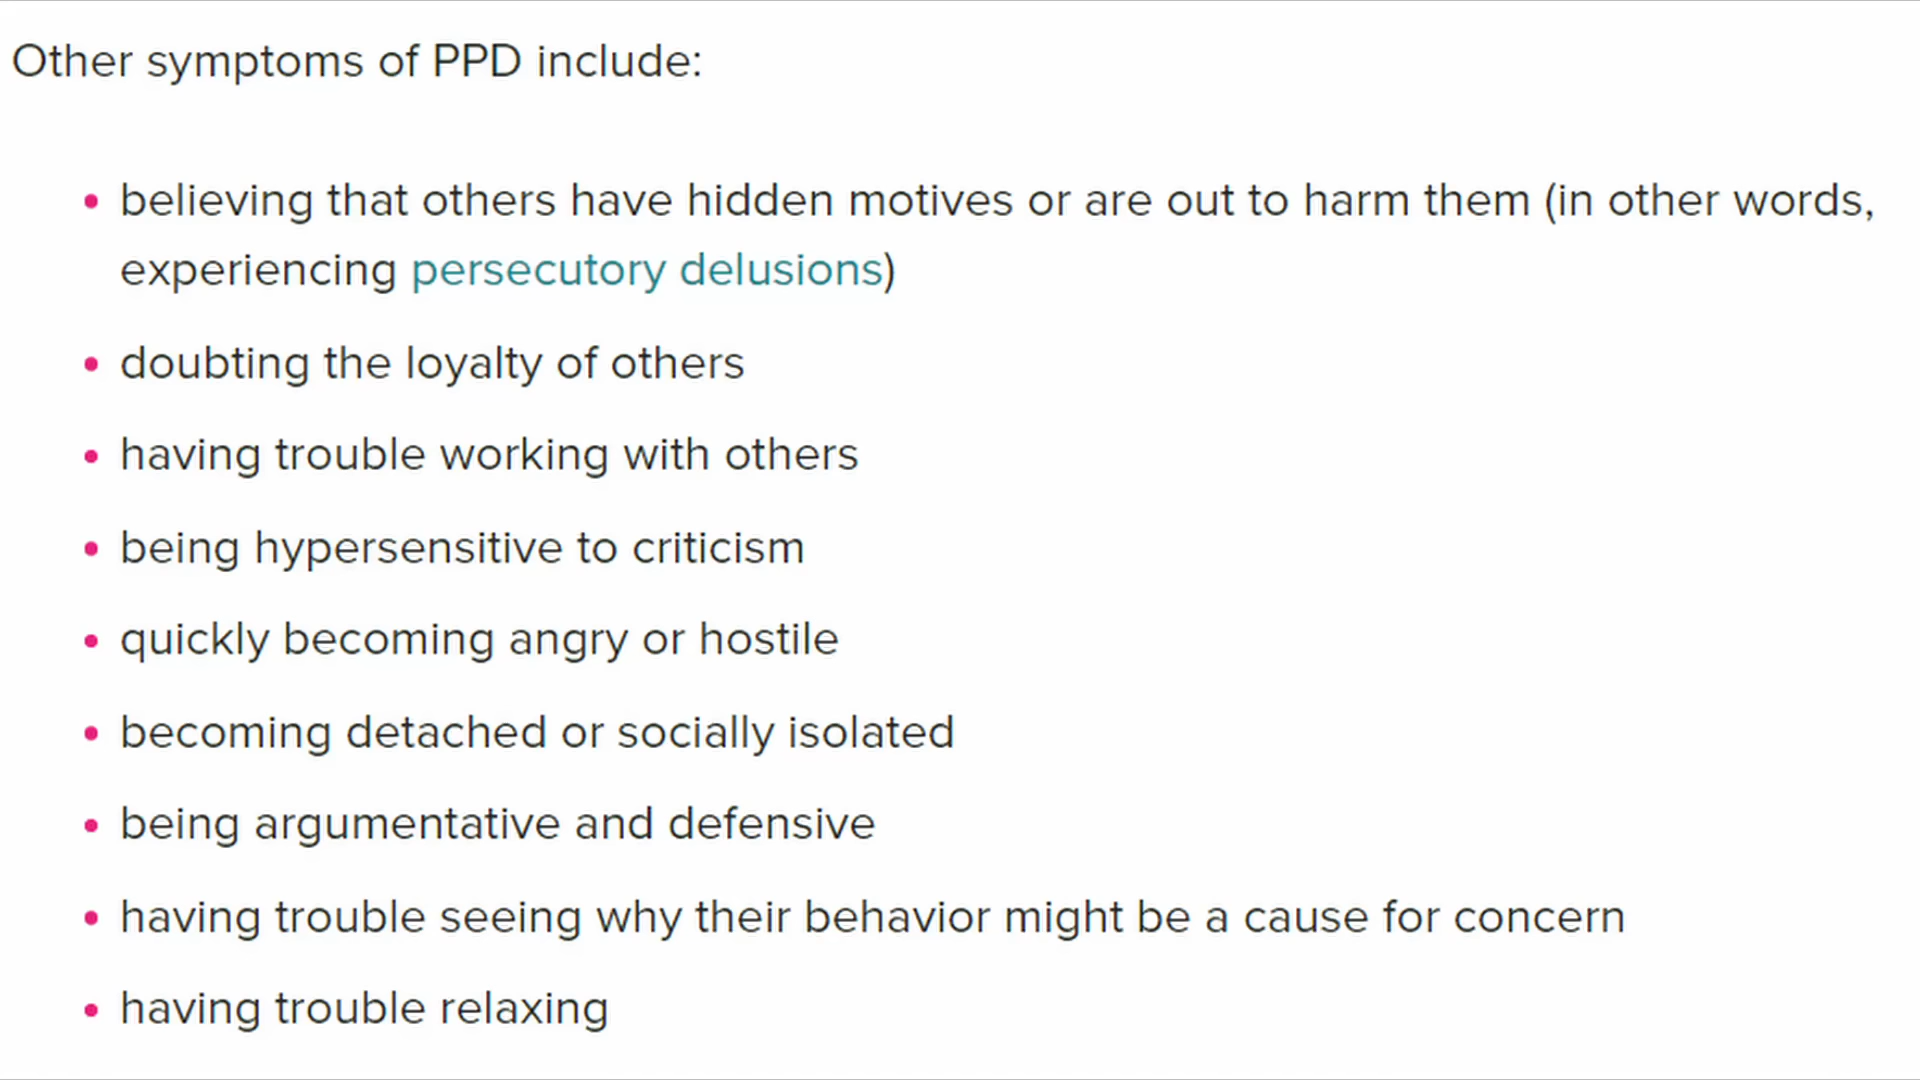 Other symptoms of PPD include:
• believing that others have hidden motives or are out to harm them (in other words,
experiencing persecutory delusions)
• doubting the loyalty of others
• having trouble working with others
• being hypersensitive to criticism
• quickly becoming angry or hostile
• becoming detached or socially isolated
• being argumentative and defensive
• having trouble seeing why their behavior might be a cause for concern
• having trouble relaxing